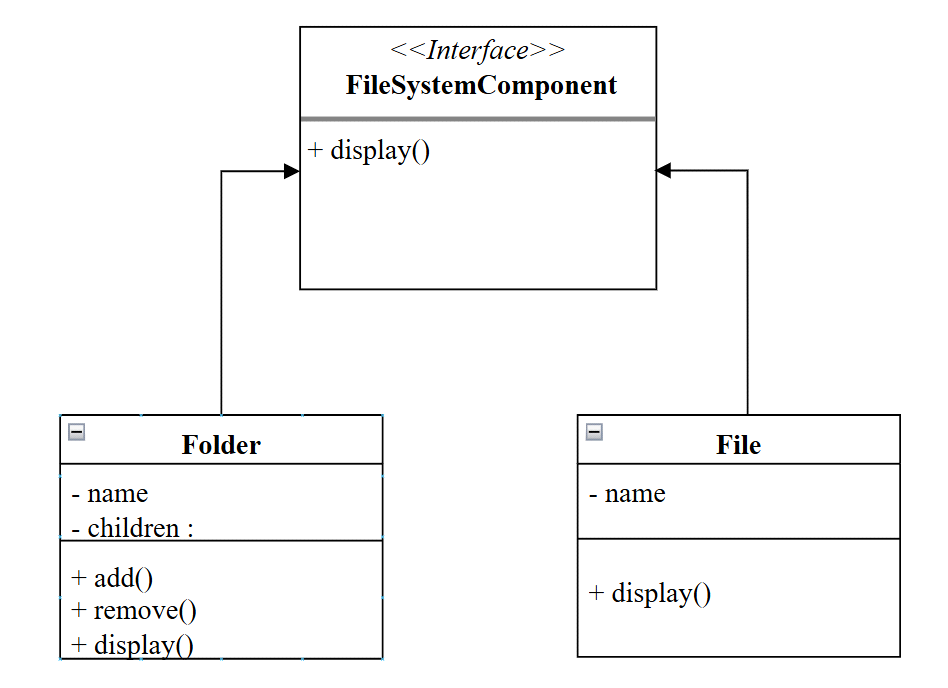 <<Interface>>
FileSystemComponent
+ display()
Folder
- name
- children :
+ add()
+ remove()
+ display()
File
- name
+ display()